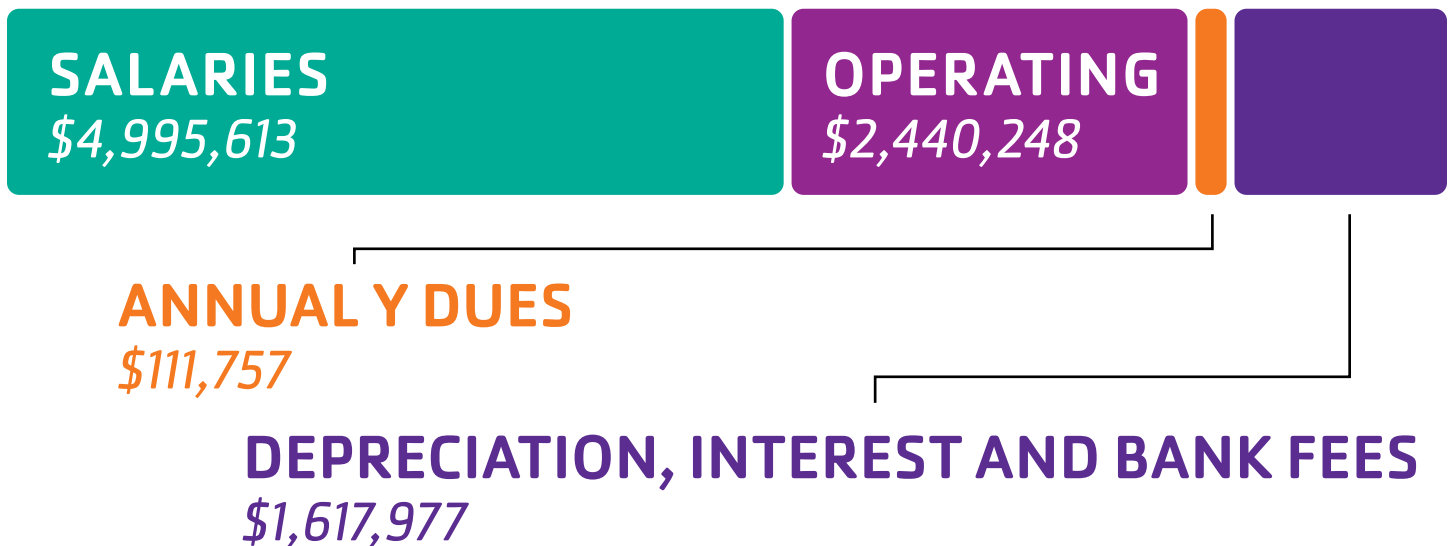 SALARIES
$4,995,613
OPERATING
$2,440,248
ANNUAL Y DUES
$111,757
DEPRECIATION, INTEREST AND BANK FEES
$1,617,977